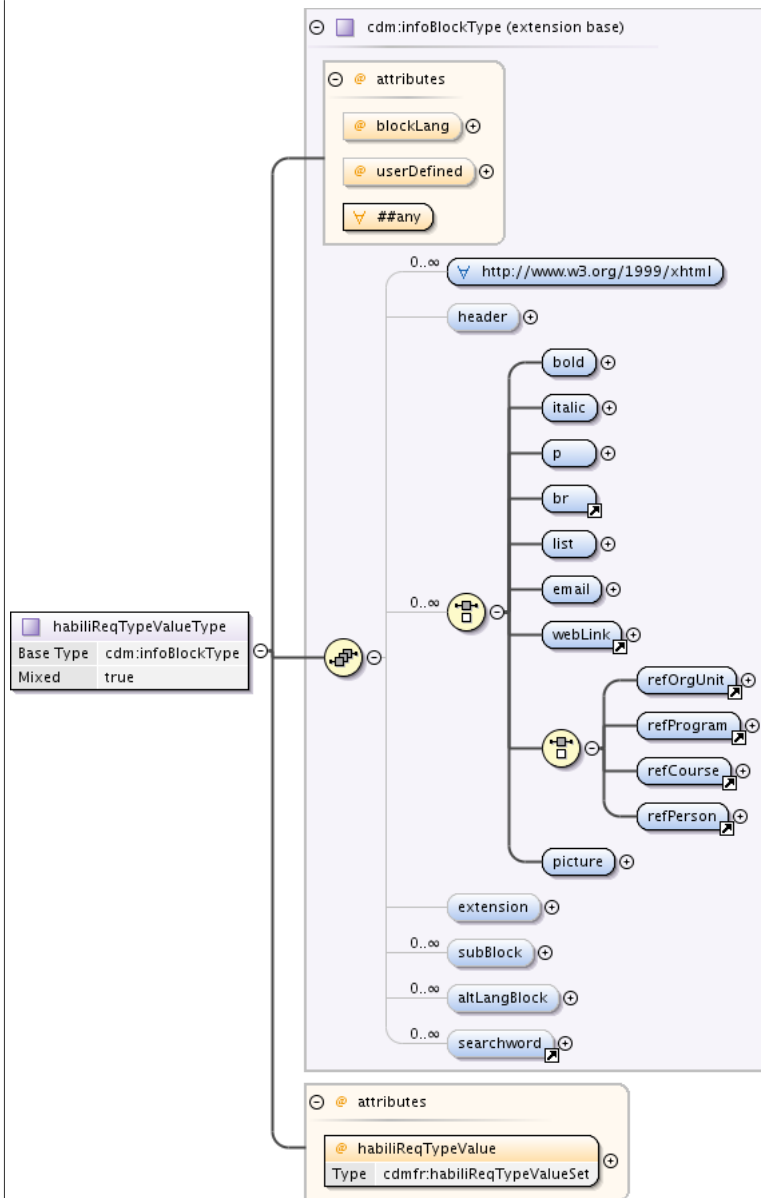 cdm:infoBlockType (extension base)
@ attributes
@ blockLang
@ userDefined
∀ ##any
0..∞
∀ http://www.w3.org/1999/xhtml
header
bold
italic
p
br
list
0..∞
email
webLink
habiliReqTypeValueType
Base Type cdm:infoBlockType
Mixed true
refOrgUnit
refProgram
refCourse
refPerson
picture
extension
0..∞
subBlock
0..∞
altLangBlock
0..∞
searchword
@ attributes
@ habiliReqTypeValue
Type cdmfr:habiliReqTypeValueSet